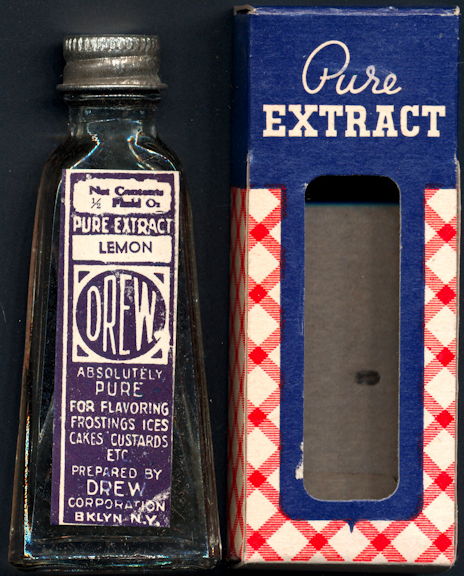 Net Contents
½ Fluid Oz
PURE EXTRACT
LEMON
DREW
ABSOLUTELY
PURE
FOR FLAVORING
FROSTINGS ICES
CAKES CUSTARDS
ETC
PREPARED BY
DREW
CORPORATION
BKLYN N.Y.
Pure
EXTRACT